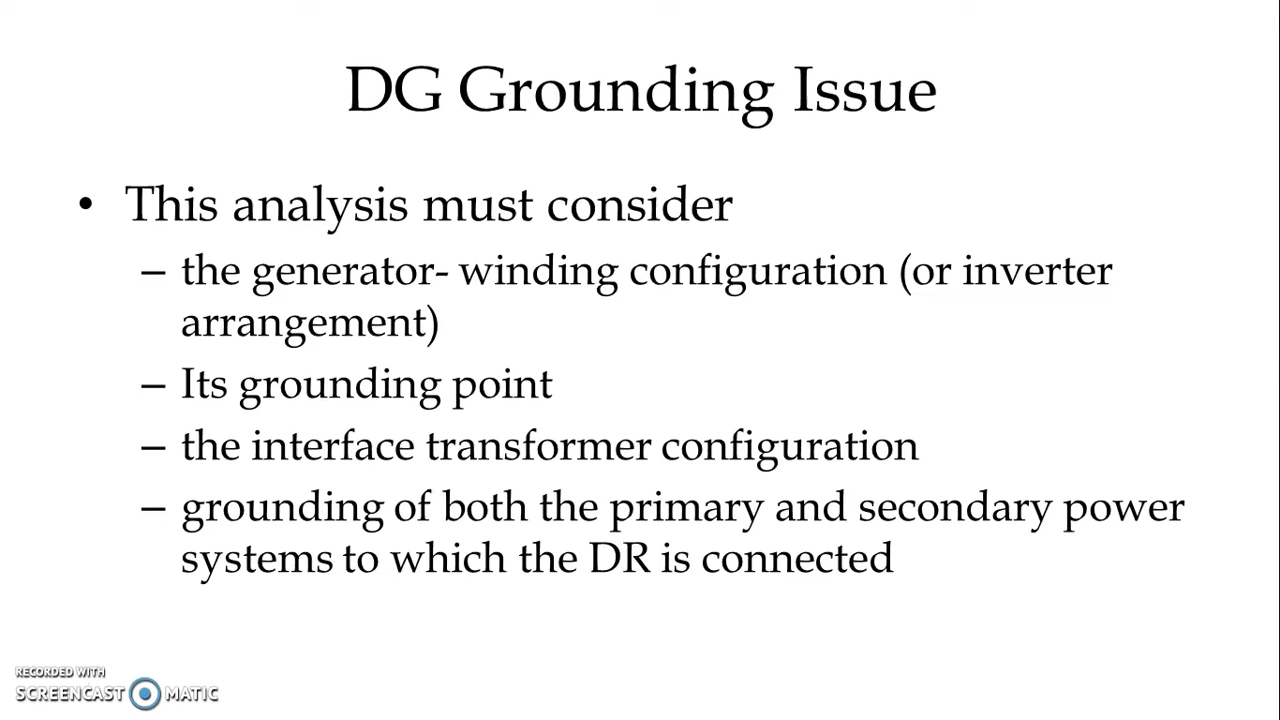 DG Grounding Issue
• This analysis must consider
– the generator- winding configuration (or inverter
arrangement)
– Its grounding point
– the interface transformer configuration
– grounding of both the primary and secondary power
systems to which the DR is connected
RECORDED WITH
SCREENCAST MATIC